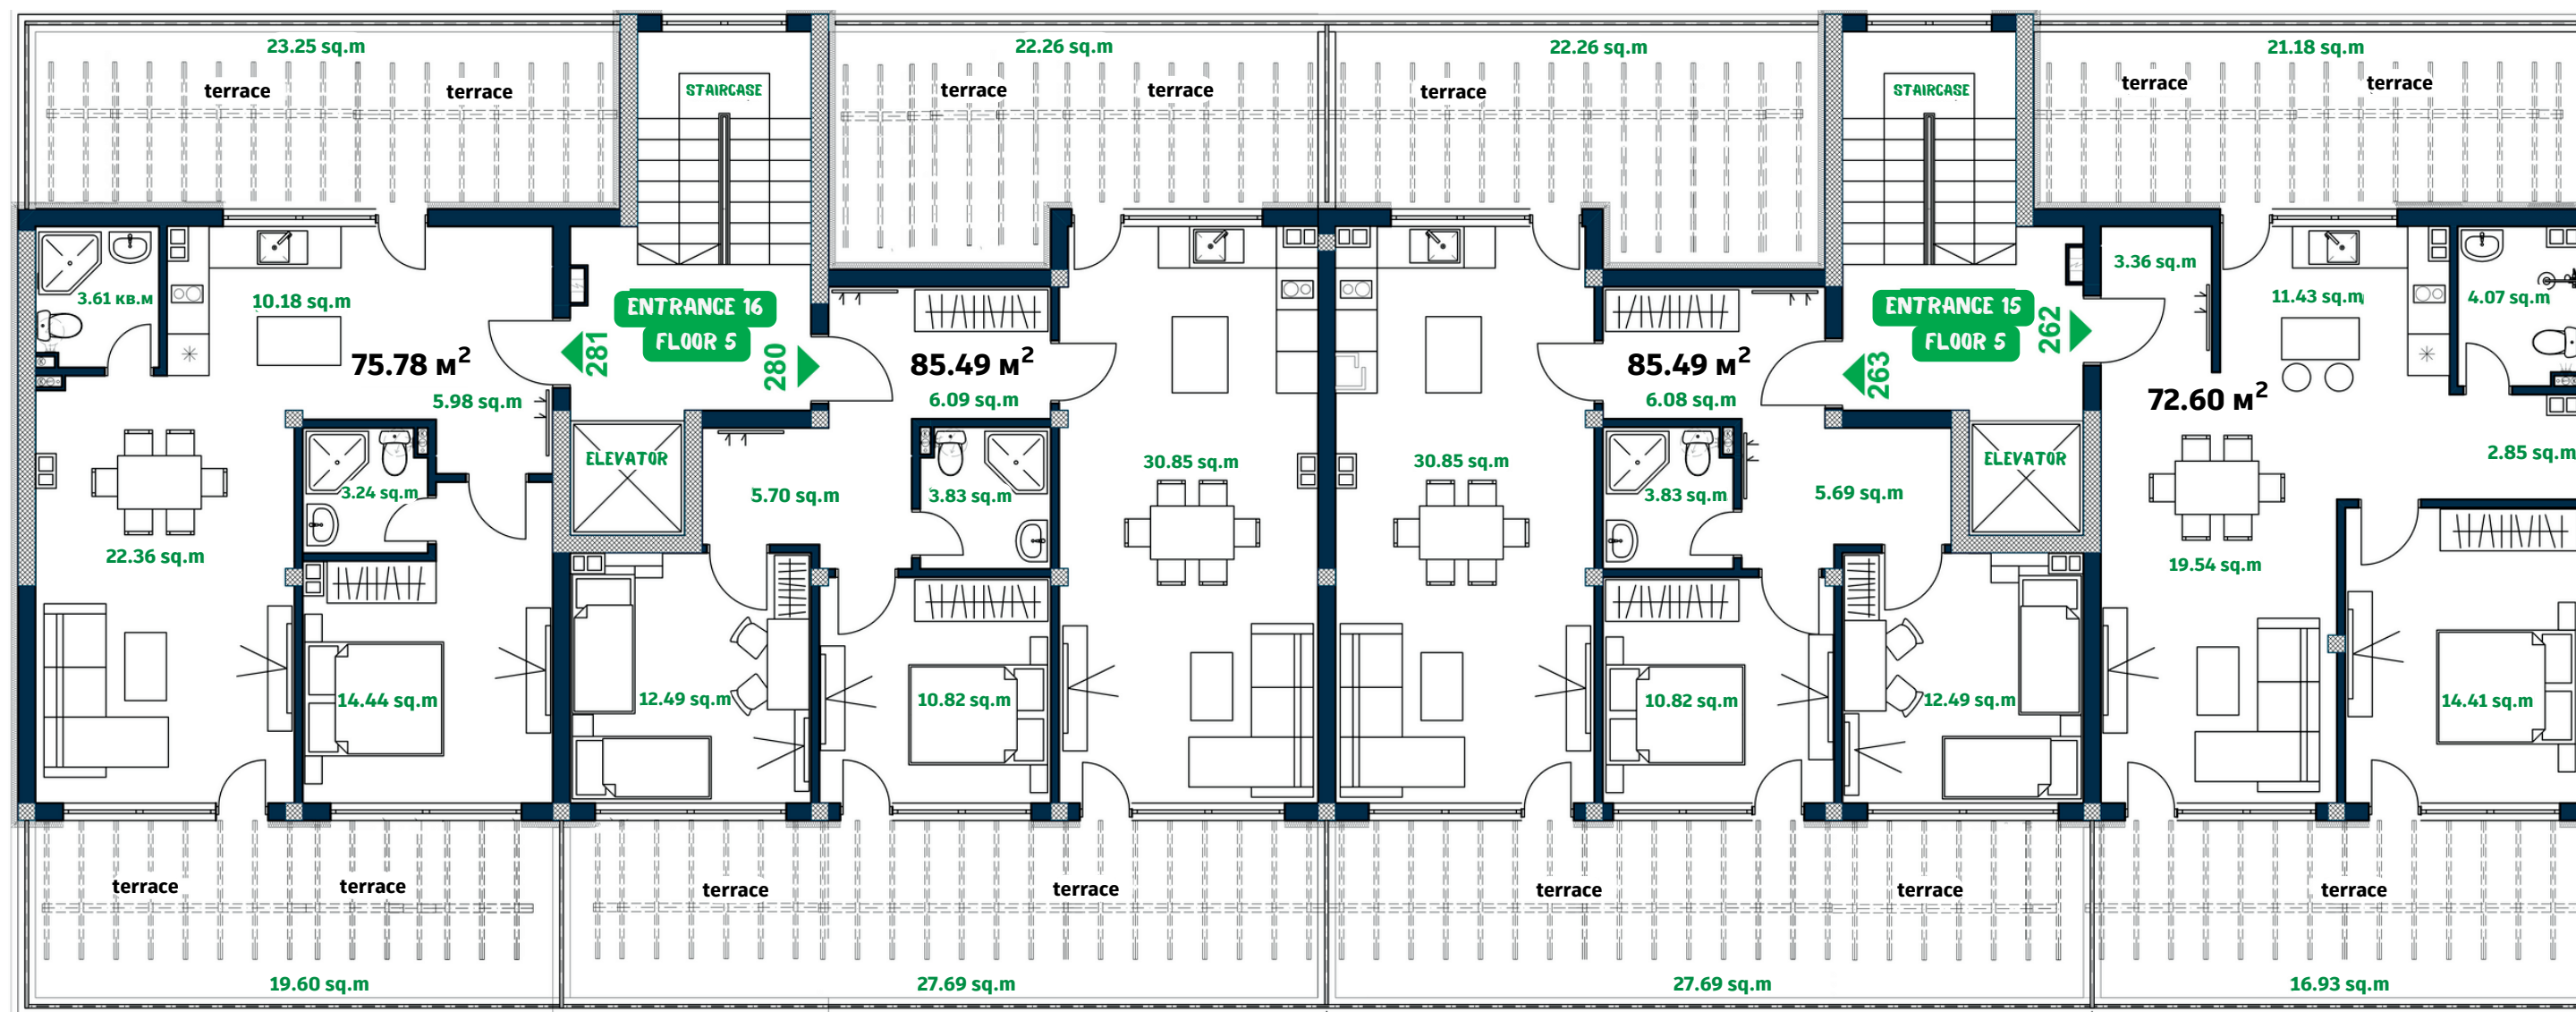 23.25 sq.m
22.26 sq.m
22.26 sq.m
21.18 sq.m
terrace
terrace
STAIRCASE
terrace
terrace
terrace
STAIRCASE
terrace
terrace
3.61 кв.м
10.18 sq.m
75.78 м²
5.98 sq.m
3.24 sq.m
22.36 sq.m
14.44 sq.m
ENTRANCE 16
FLOOR 5
281
280
ELEVATOR
85.49 м²
6.09 sq.m
5.70 sq.m
3.83 sq.m
30.85 sq.m
12.49 sq.m
10.82 sq.m
85.49 м²
6.08 sq.m
30.85 sq.m
3.83 sq.m
5.69 sq.m
10.82 sq.m
12.49 sq.m
ENTRANCE 15
FLOOR 5
263
262
ELEVATOR
3.36 sq.m
11.43 sq.m
4.07 sq.m
72.60 м²
2.85 sq.m
19.54 sq.m
14.41 sq.m
terrace
terrace
terrace
terrace
terrace
terrace
terrace
19.60 sq.m
27.69 sq.m
27.69 sq.m
16.93 sq.m